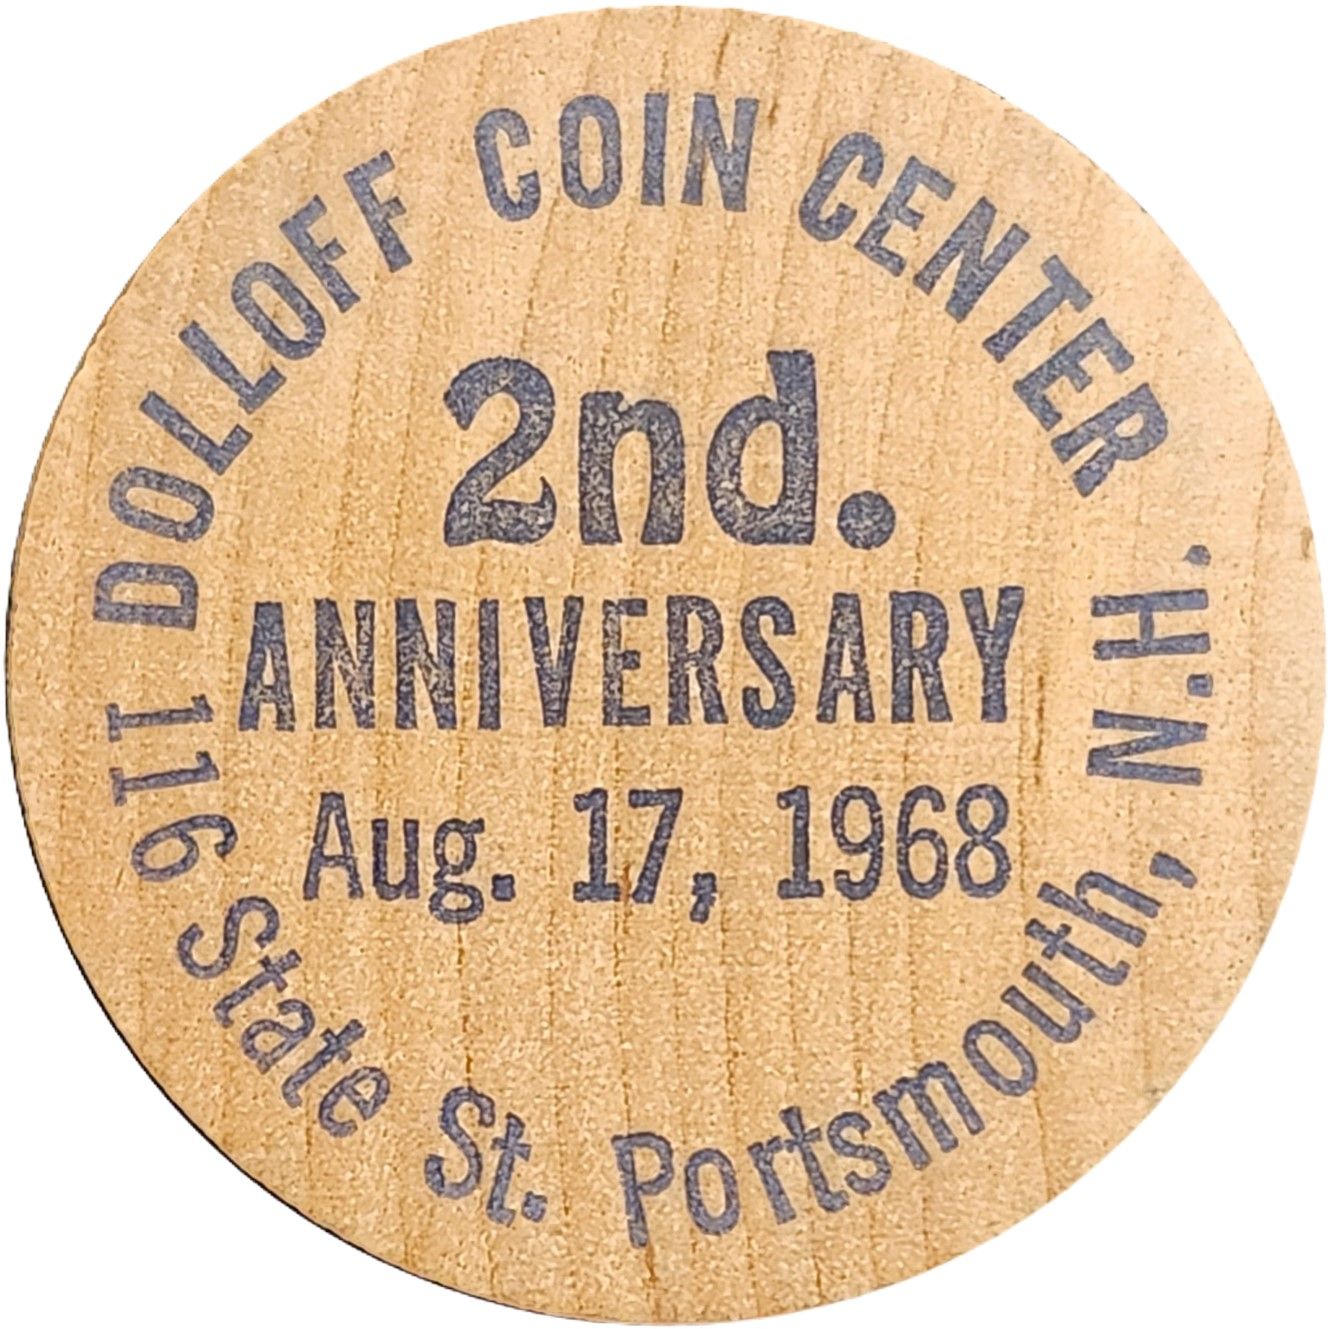 DOLLOFF COIN CENTER
2nd.
ANNIVERSARY
Aug. 17, 1968
116 State St. Portsmouth, N.H.